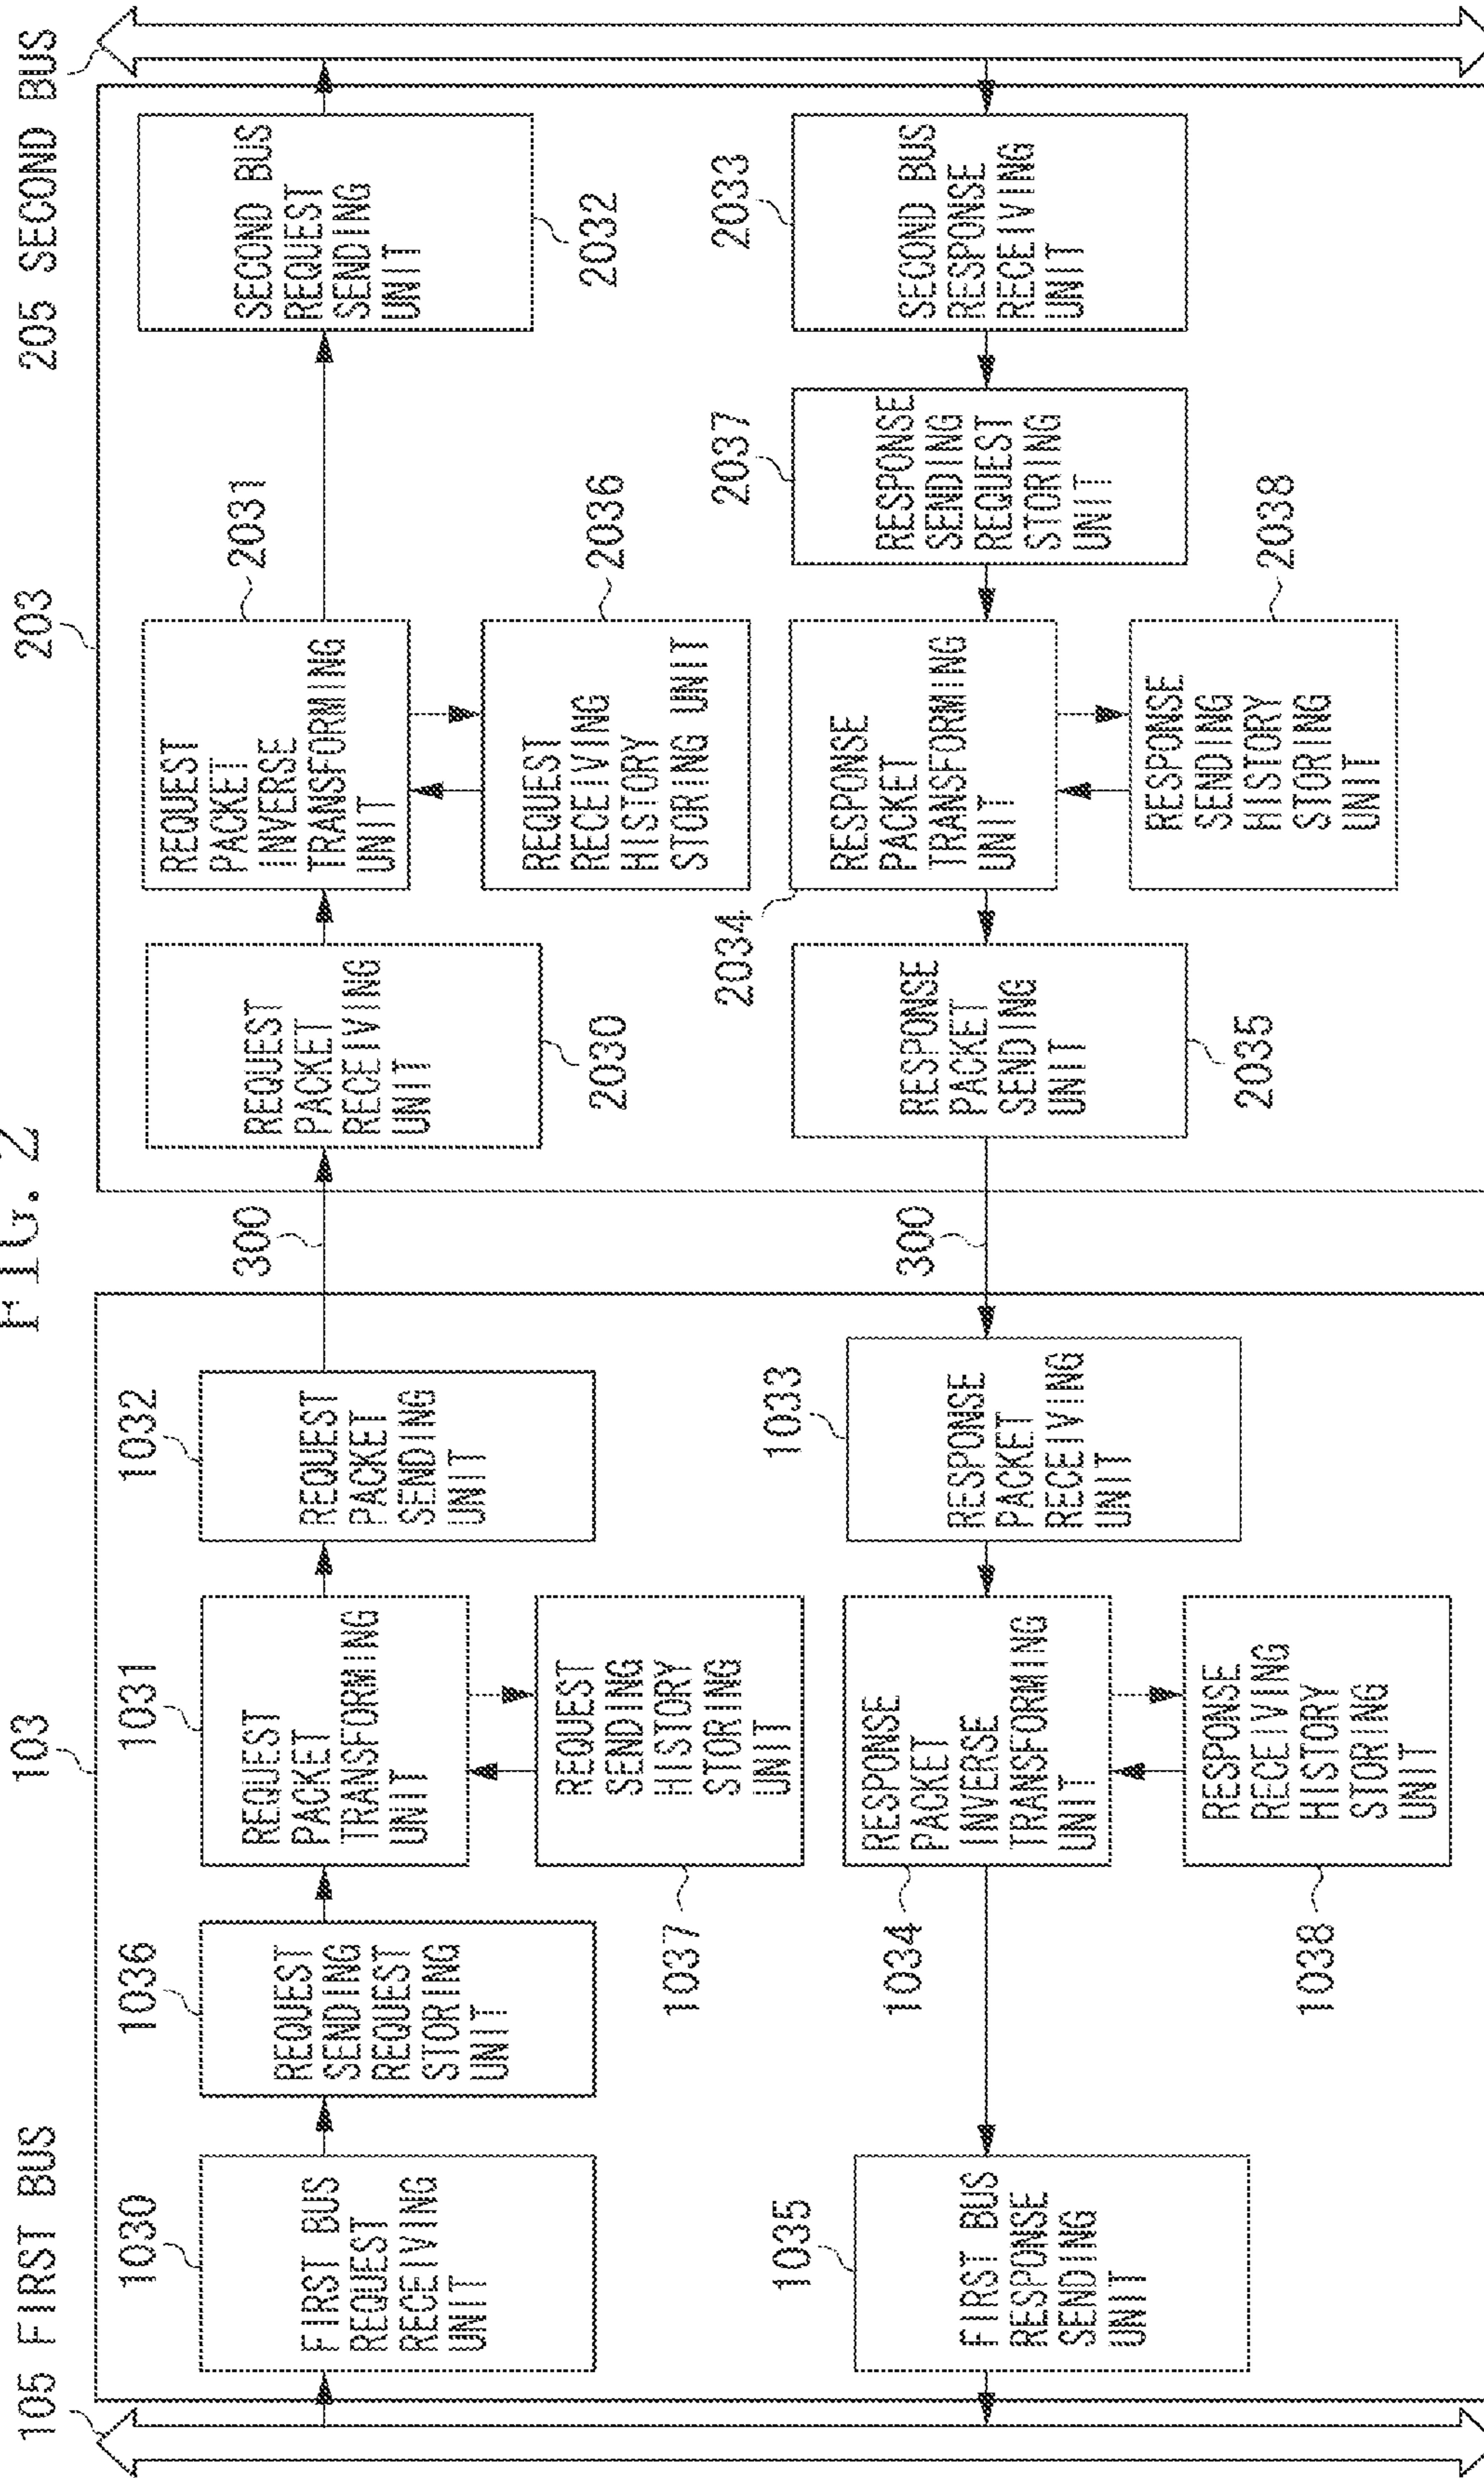 FIG. 2
105 FIRST BUS
103
203
205 SECOND BUS
1030
FIRST BUS
REQUEST
RECEIVING
UNIT
1036
REQUEST
SENDING
REQUEST
STORING
UNIT
1031
REQUEST
PACKET
TRANSFORMING
UNIT
1032
REQUEST
PACKET
SENDING
UNIT
300
REQUEST
PACKET
RECEIVING
UNIT
2030
2031
REQUEST
PACKET
INVERSE
TRANSFORMING
UNIT
SECOND BUS
REQUEST
SENDING
UNIT
2032
1037
REQUEST
SENDING
HISTORY
STORING
UNIT
2036
REQUEST
RECEIVING
HISTORY
STORING UNIT
1035
FIRST BUS
RESPONSE
SENDING
UNIT
1034
RESPONSE
PACKET
INVERSE
TRANSFORMING
UNIT
1033
RESPONSE
PACKET
RECEIVING
UNIT
300
RESPONSE
PACKET
SENDING
UNIT
2035
2034
RESPONSE
PACKET
TRANSFORMING
UNIT
2037
RESPONSE
SENDING
REQUEST
STORING
UNIT
2033
SECOND BUS
RESPONSE
RECEIVING
UNIT
1038
RESPONSE
RECEIVING
HISTORY
STORING
UNIT
2038
RESPONSE
SENDING
HISTORY
STORING
UNIT